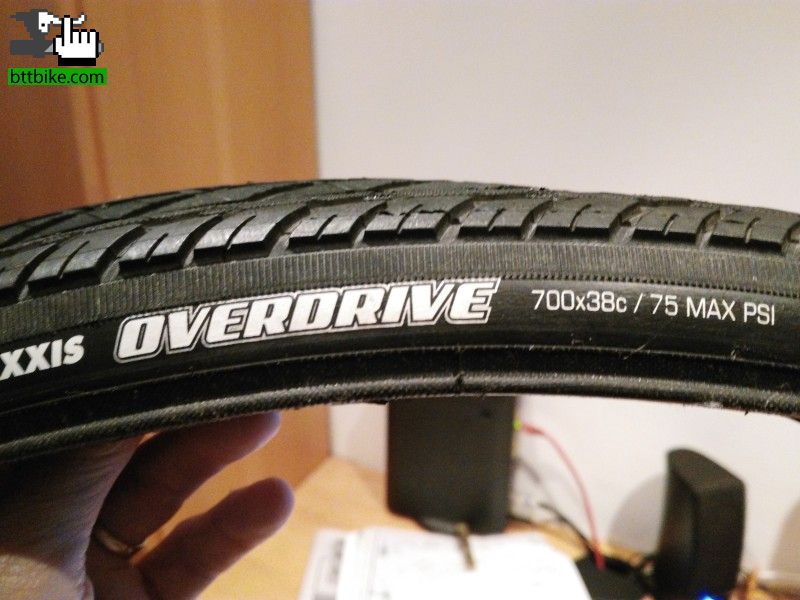 bttbike.com
XXIS OVERDRIVE 700x38c / 75 MAX PSI